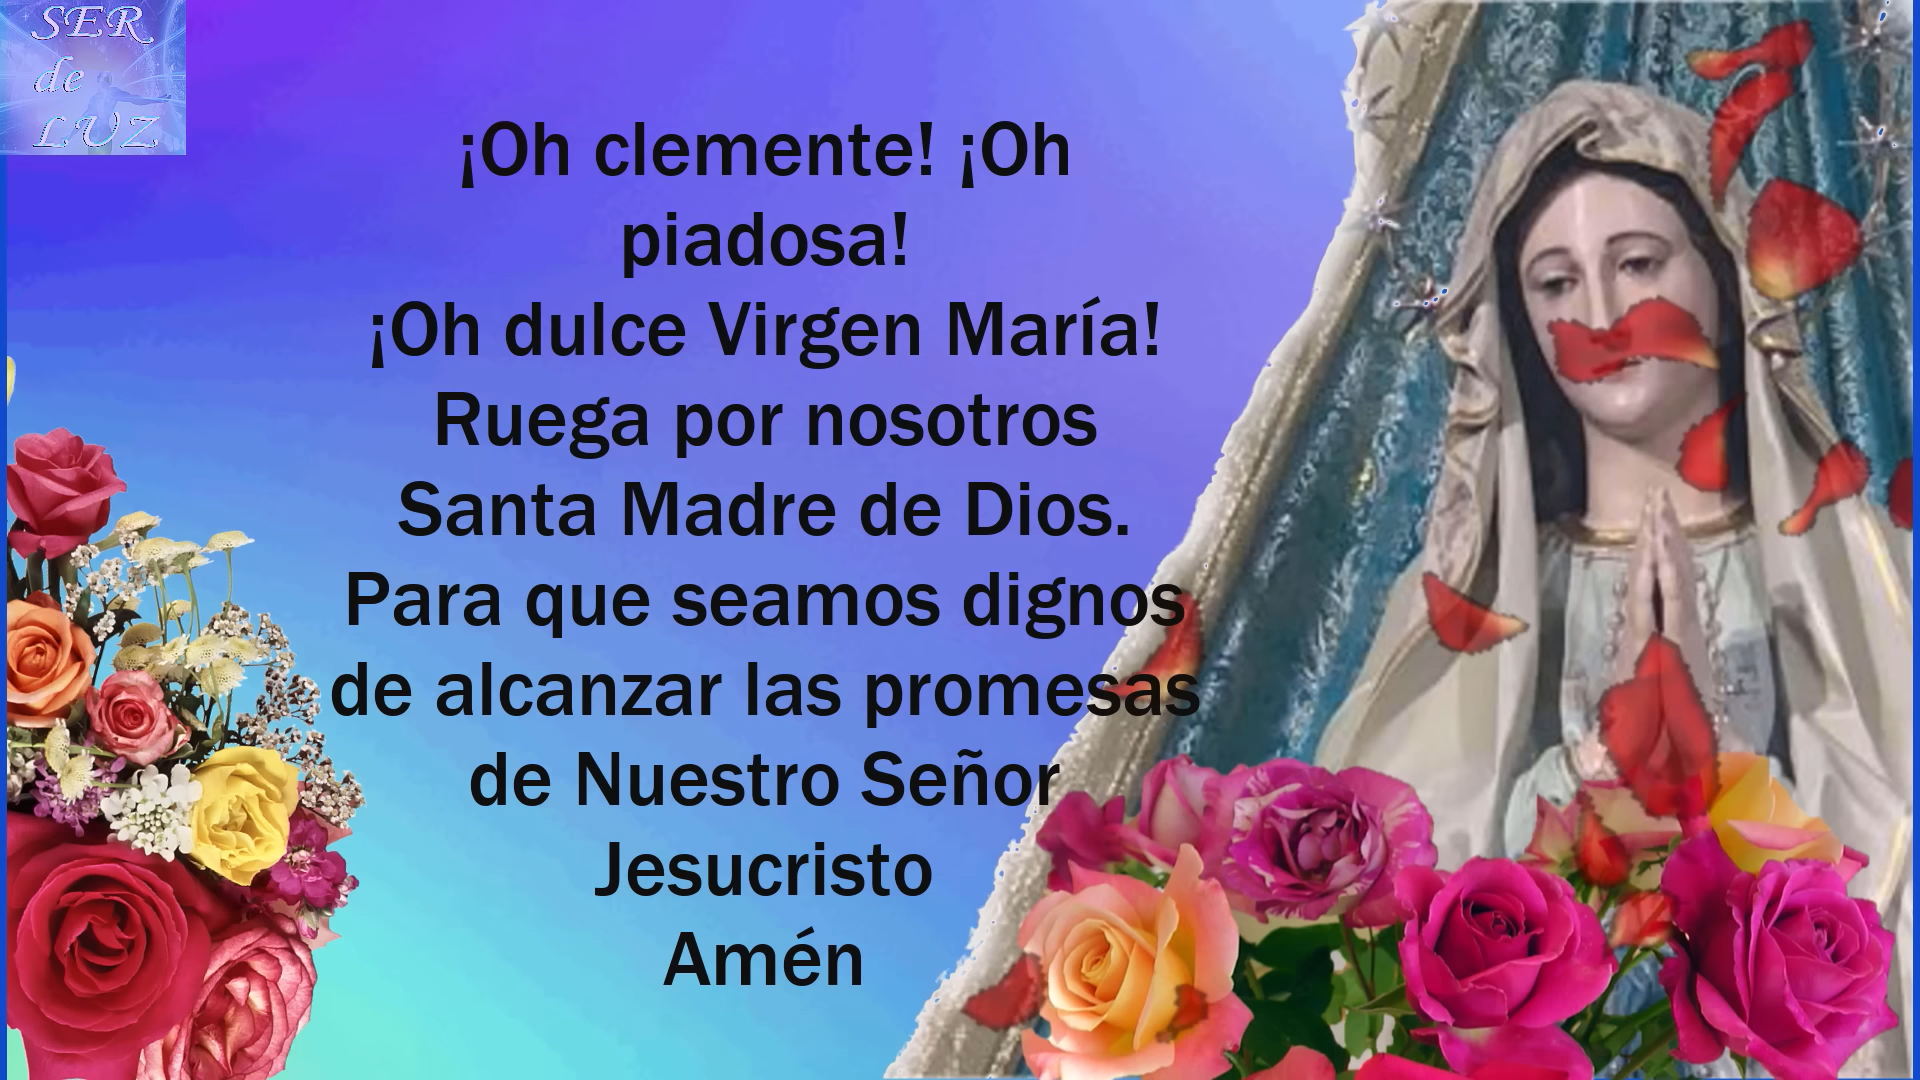 SER
de
LUZ
¡Oh clemente! ¡Oh
piadosa!
¡Oh dulce Virgen María!
Ruega por nosotros
Santa Madre de Dios.
Para que seamos dignos
de alcanzar las promesas
de Nuestro Señor
Jesucristo
Amén